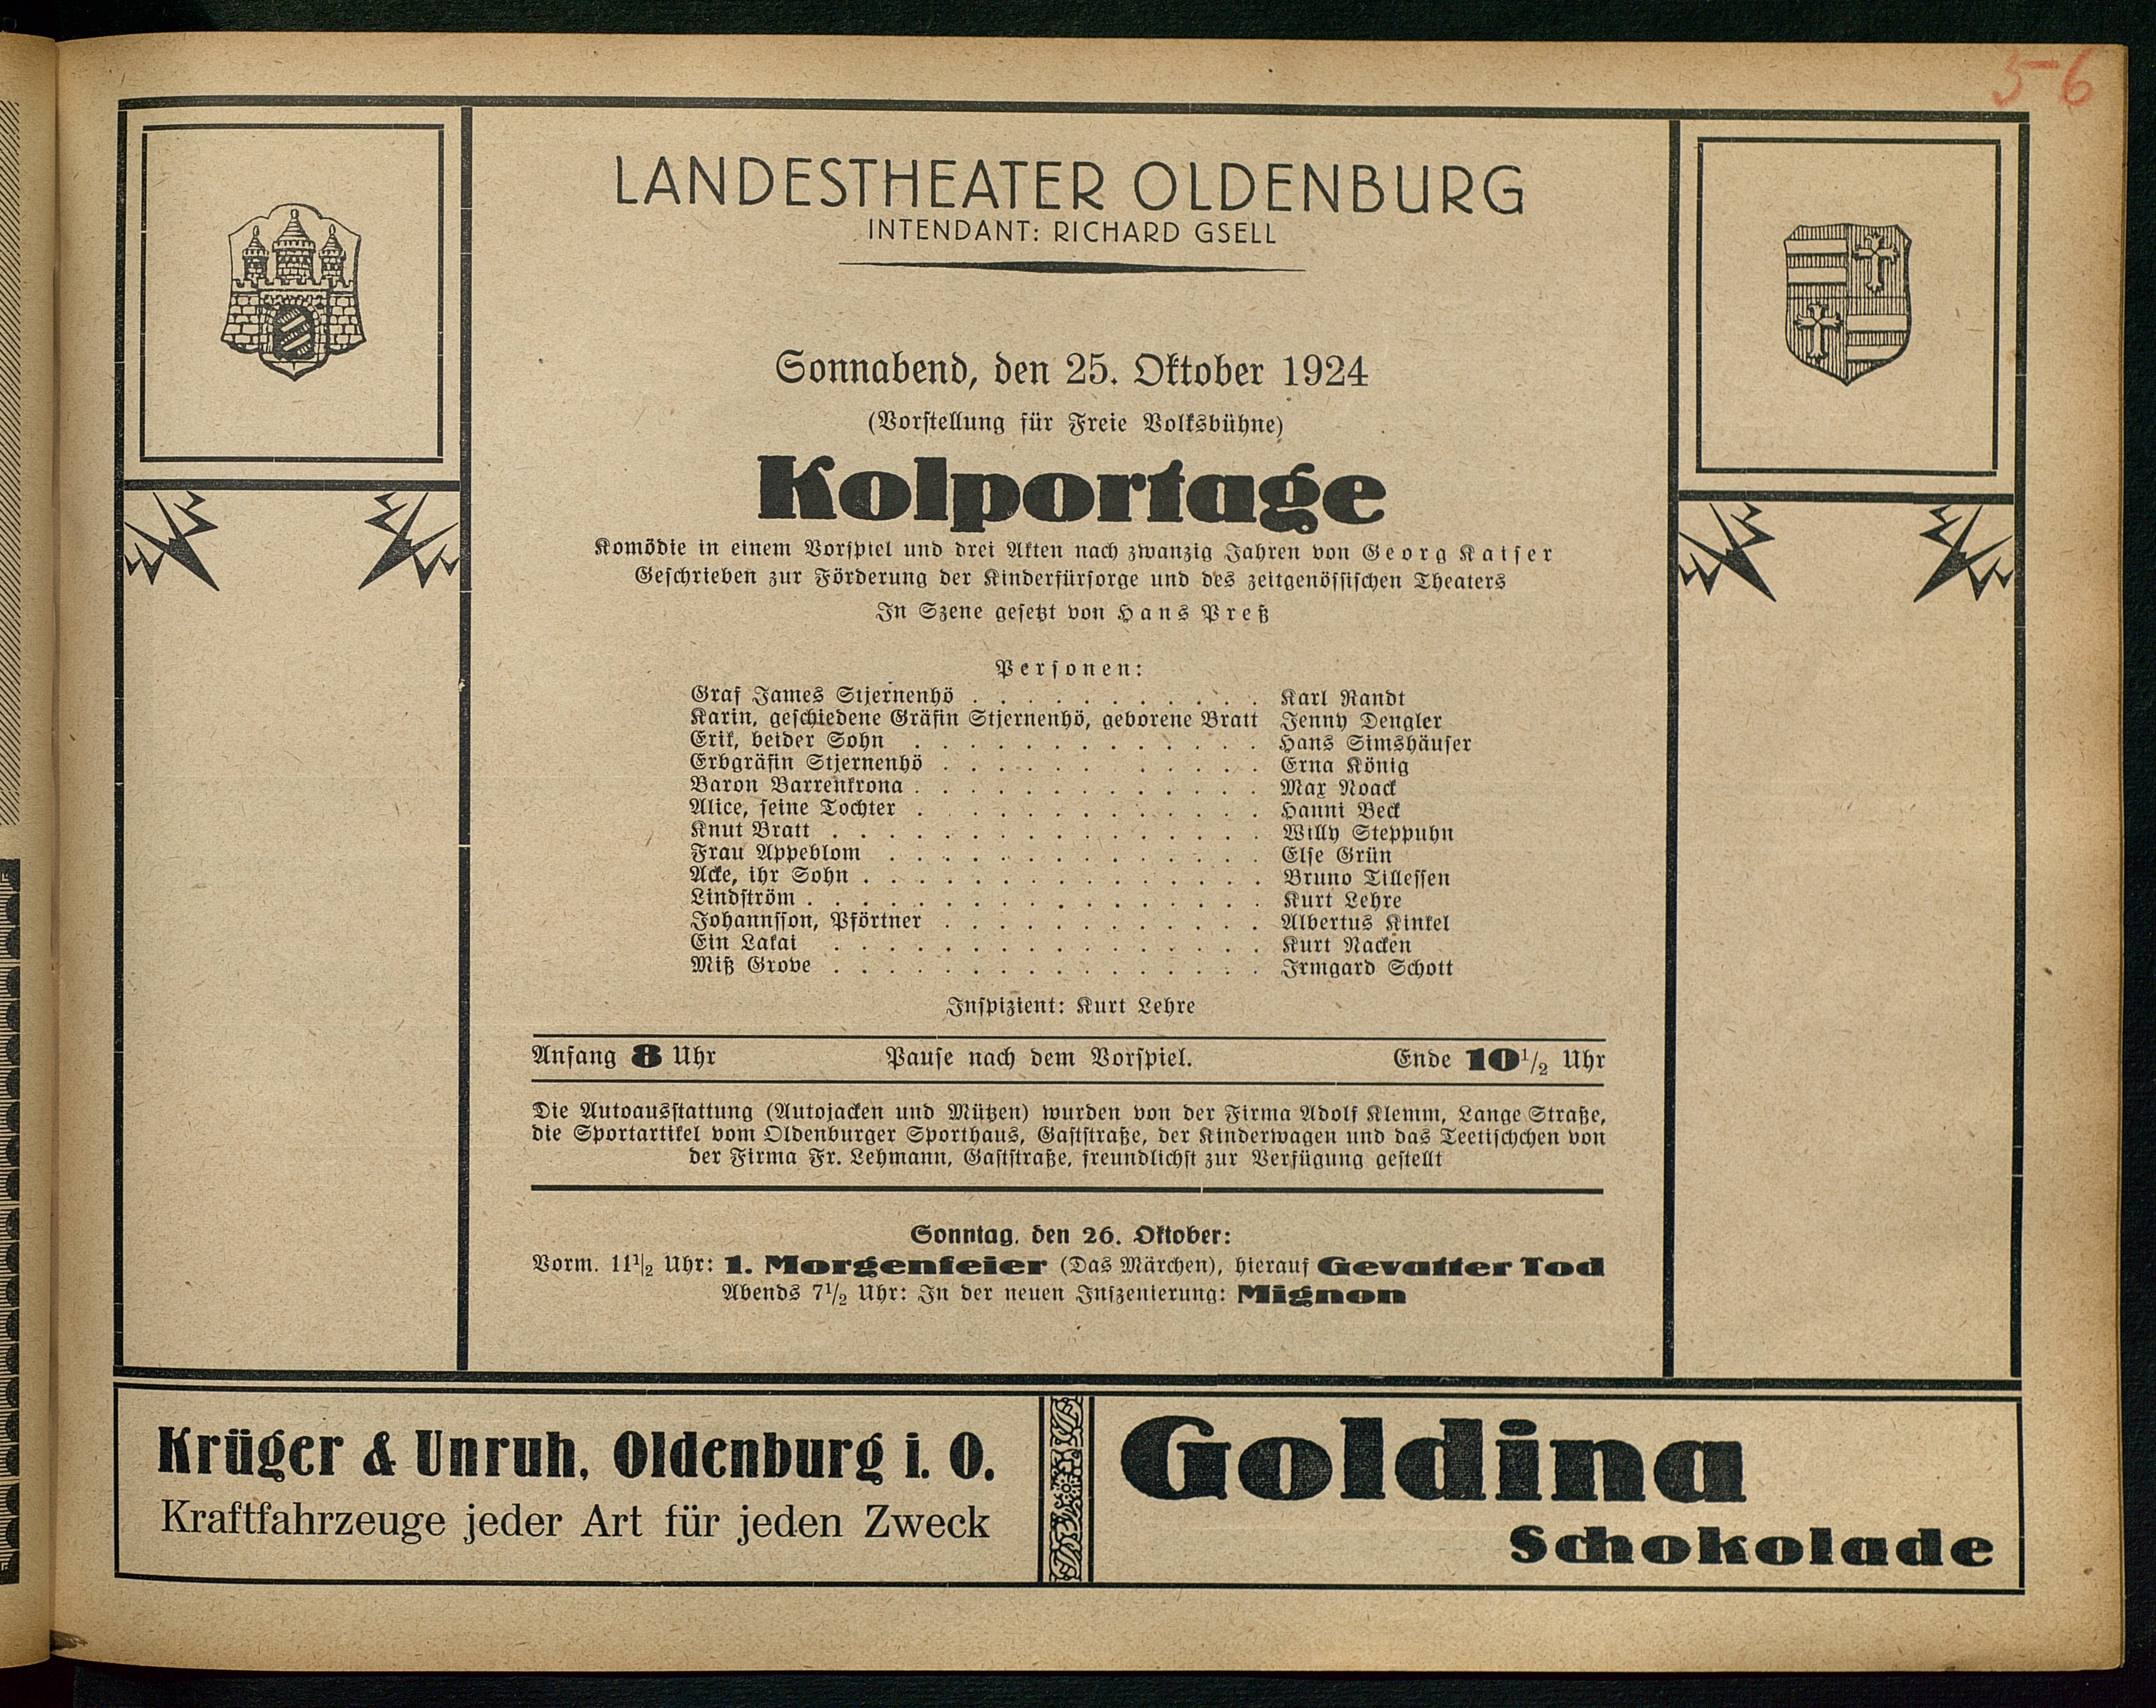 56
LANDESTHEATER OLDENBURG
INTENDANT: RICHARD GSELL
Sonnabend, den 25. Oktober 1924
(Vorstellung für Freie Volksbühne)
Kolportage
Komödie in einem Vorspiel und drei Akten nach zwanzig Jahren von Georg Kaiser
Geschrieben zur Förderung der Kinderfürsorge und des zeitgenössischen Theaters
In Szene gesetzt von Hans Preß
Personen:
Graf James Stjernenhö . . . . . . . . . . . Karl Randt
Karin, geschiedene Gräfin Stjernenhö, geborene Bratt Jenny Dengler
Erik, beider Sohn . . . . . . . . . . . . . Hans Simshäuser
Erbgräfin Stjernenhö . . . . . . . . . . . . Erna König
Baron Barrenkrona . . . . . . . . . . . . . Max Noack
Alice, seine Tochter . . . . . . . . . . . . . Hanni Beck
Knut Bratt . . . . . . . . . . . . . . . . Willy Steppuhn
Frau Appeblom . . . . . . . . . . . . . . Else Grün
Acke, ihr Sohn . . . . . . . . . . . . . . . Bruno Tillessen
Lindström . . . . . . . . . . . . . . . . . Kurt Lehre
Johannsson, Pförtner . . . . . . . . . . . . Albertus Kinkel
Ein Lakai . . . . . . . . . . . . . . . . Kurt Nacken
Miß Grove . . . . . . . . . . . . . . . . Irmgard Schott
Inspizient: Kurt Lehre
Anfang 8 Uhr Pause nach dem Vorspiel. Ende 10 1/2 Uhr
Die Autoausstattung (Autojacken und Mützen) wurden von der Firma Adolf Klemm, Lange Straße,
die Sportartikel vom Oldenburger Sporthaus, Gaststraße, der Kinderwagen und das Teetischchen von
der Firma Fr. Lehmann, Gaststraße, freundlichst zur Verfügung gestellt
Sonntag, den 26. Oktober:
Vorm. 11 1/2 Uhr: 1. Morgenfeier (Das Märchen), hierauf Gevatter Tod
Abends 7 1/2 Uhr: In der neuen Inszenierung: Mignon
Krüger & Unruh, Oldenburg i. O.
Kraftfahrzeuge jeder Art für jeden Zweck
Goldina
Schokolade